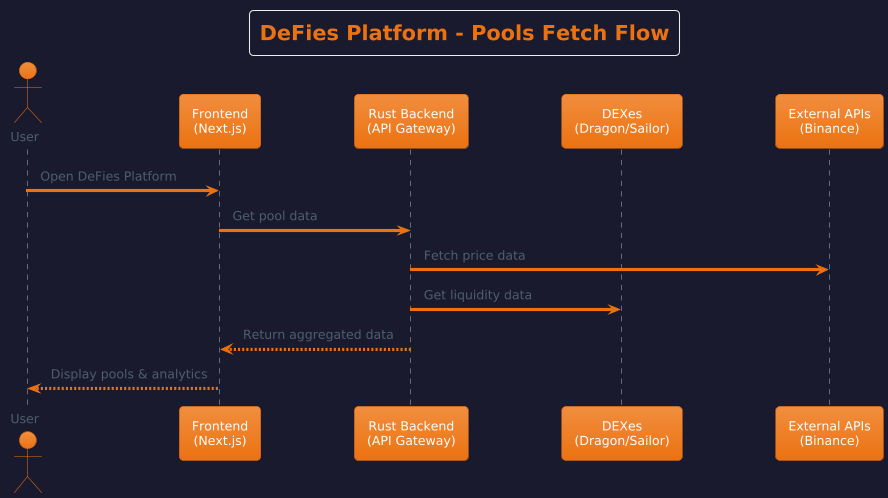 DeFies Platform - Pools Fetch Flow
User
Frontend
(Next.js)
Rust Backend
(API Gateway)
DEXes
(Dragon/Sailor)
External APIs
(Binance)
Open DeFies Platform
Get pool data
Fetch price data
Get liquidity data
Return aggregated data
Display pools & analytics
User
Frontend
(Next.js)
Rust Backend
(API Gateway)
DEXes
(Dragon/Sailor)
External APIs
(Binance)